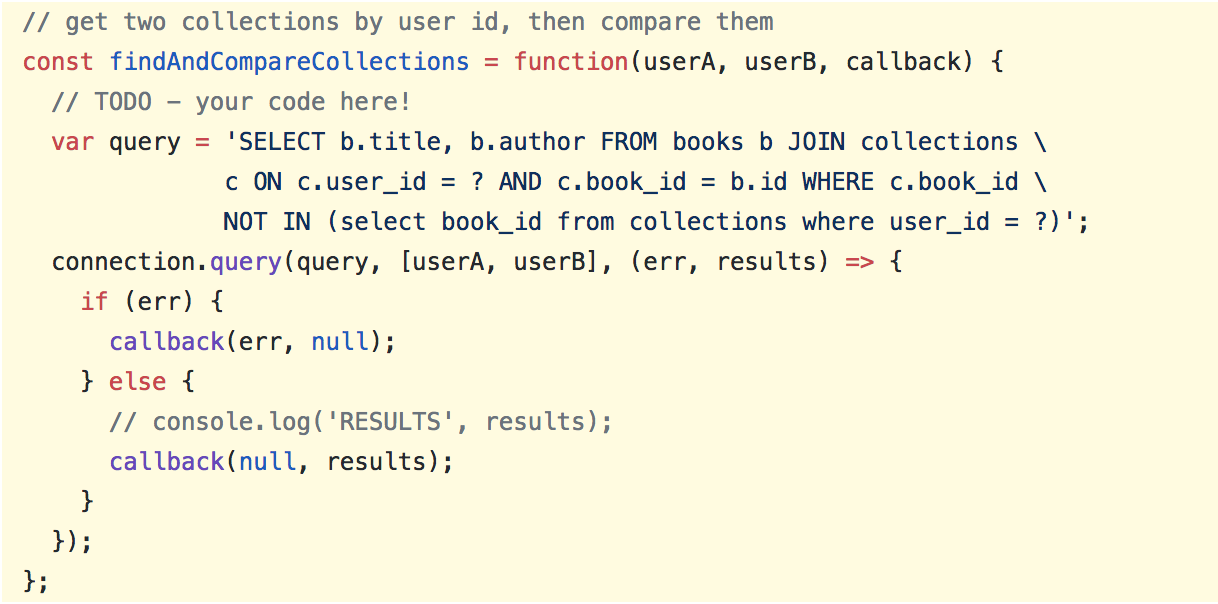 // get two collections by user id, then compare them
const findAndCompareCollections = function(userA, userB, callback) {
  // TODO – your code here!
  var query = 'SELECT b.title, b.author FROM books b JOIN collections \
              c ON c.user_id = ? AND c.book_id = b.id WHERE c.book_id \
              NOT IN (select book_id from collections where user_id = ?)';
  connection.query(query, [userA, userB], (err, results) => {
    if (err) {
      callback(err, null);
    } else {
      // console.log('RESULTS', results);
      callback(null, results);
    }
  });
};